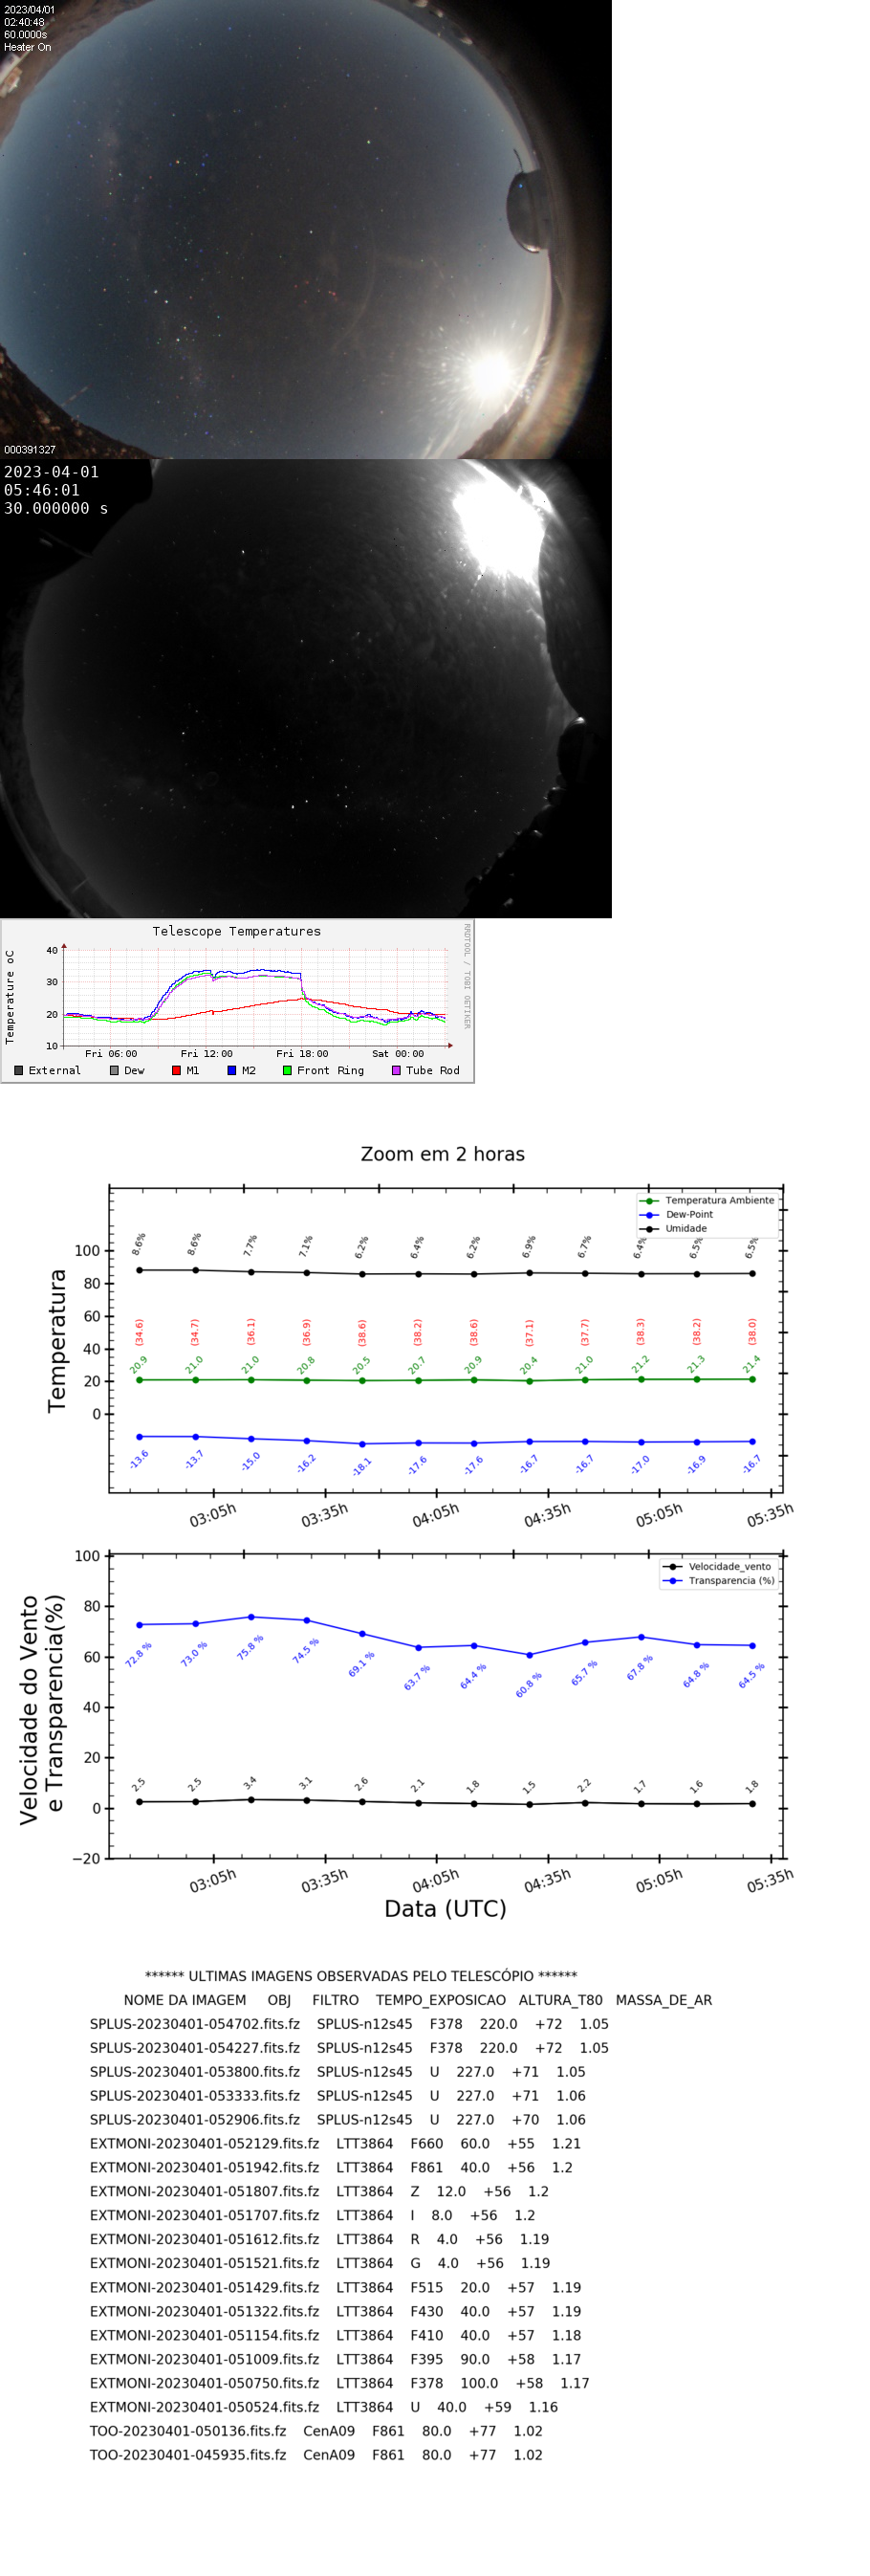 2023/04/01
02:40:48
60.0000s
Heater On
000391327
2023-04-01
05:46:01
30.000000 s
Telescope Temperatures
Temperature oC
RRDTOOL / TOBI OETIKER
40
30
20
10
Fri 06:00 Fri 12:00 Fri 18:00 Sat 00:00
External Dew M1 M2 Front Ring Tube Rod
Zoom em 2 horas
Temperatura
Temperatura Ambiente
Dew-Point
Umidade
8.6% 8.6% 7.7% 7.1% 6.2% 6.4% 6.2% 6.9% 6.7% 6.4% 6.5% 6.5%
100
80
60
40
20
0
(34.6) (34.7) (36.1) (36.9) (38.6) (38.2) (38.6) (37.1) (37.7) (38.3) (38.2) (38.0)
20.9 21.0 21.0 20.8 20.5 20.7 20.9 20.4 21.0 21.2 21.3 21.4
-13.6 -13.7 -15.0 -16.2 -18.1 -17.6 -17.6 -16.7 -16.7 -17.0 -16.9 -16.7
03:05h 03:35h 04:05h 04:35h 05:05h 05:35h
Velocidade do Vento
e Transparencia(%)
Velocidade_vento
Transparencia (%)
100
80
60
40
20
0
−20
72.8 % 73.0 % 75.8 % 74.5 % 69.1 % 63.7 % 64.4 % 60.8 % 65.7 % 67.8 % 64.8 % 64.5 %
2.5 2.5 3.4 3.1 2.6 2.1 1.8 1.5 2.2 1.7 1.6 1.8
03:05h 03:35h 04:05h 04:35h 05:05h 05:35h
Data (UTC)
****** ULTIMAS IMAGENS OBSERVADAS PELO TELESCÓPIO ******
NOME DA IMAGEM OBJ FILTRO TEMPO_EXPOSICAO ALTURA_T80 MASSA_DE_AR
SPLUS-20230401-054702.fits.fz SPLUS-n12s45 F378 220.0 +72 1.05
SPLUS-20230401-054227.fits.fz SPLUS-n12s45 F378 220.0 +72 1.05
SPLUS-20230401-053800.fits.fz SPLUS-n12s45 U 227.0 +71 1.05
SPLUS-20230401-053333.fits.fz SPLUS-n12s45 U 227.0 +71 1.06
SPLUS-20230401-052906.fits.fz SPLUS-n12s45 U 227.0 +70 1.06
EXTMONI-20230401-052129.fits.fz LTT3864 F660 60.0 +55 1.21
EXTMONI-20230401-051942.fits.fz LTT3864 F861 40.0 +56 1.2
EXTMONI-20230401-051807.fits.fz LTT3864 Z 12.0 +56 1.2
EXTMONI-20230401-051707.fits.fz LTT3864 I 8.0 +56 1.2
EXTMONI-20230401-051612.fits.fz LTT3864 R 4.0 +56 1.19
EXTMONI-20230401-051521.fits.fz LTT3864 G 4.0 +56 1.19
EXTMONI-20230401-051429.fits.fz LTT3864 F515 20.0 +57 1.19
EXTMONI-20230401-051322.fits.fz LTT3864 F430 40.0 +57 1.19
EXTMONI-20230401-051154.fits.fz LTT3864 F410 40.0 +57 1.18
EXTMONI-20230401-051009.fits.fz LTT3864 F395 90.0 +58 1.17
EXTMONI-20230401-050750.fits.fz LTT3864 F378 100.0 +58 1.17
EXTMONI-20230401-050524.fits.fz LTT3864 U 40.0 +59 1.16
TOO-20230401-050136.fits.fz CenA09 F861 80.0 +77 1.02
TOO-20230401-045935.fits.fz CenA09 F861 80.0 +77 1.02